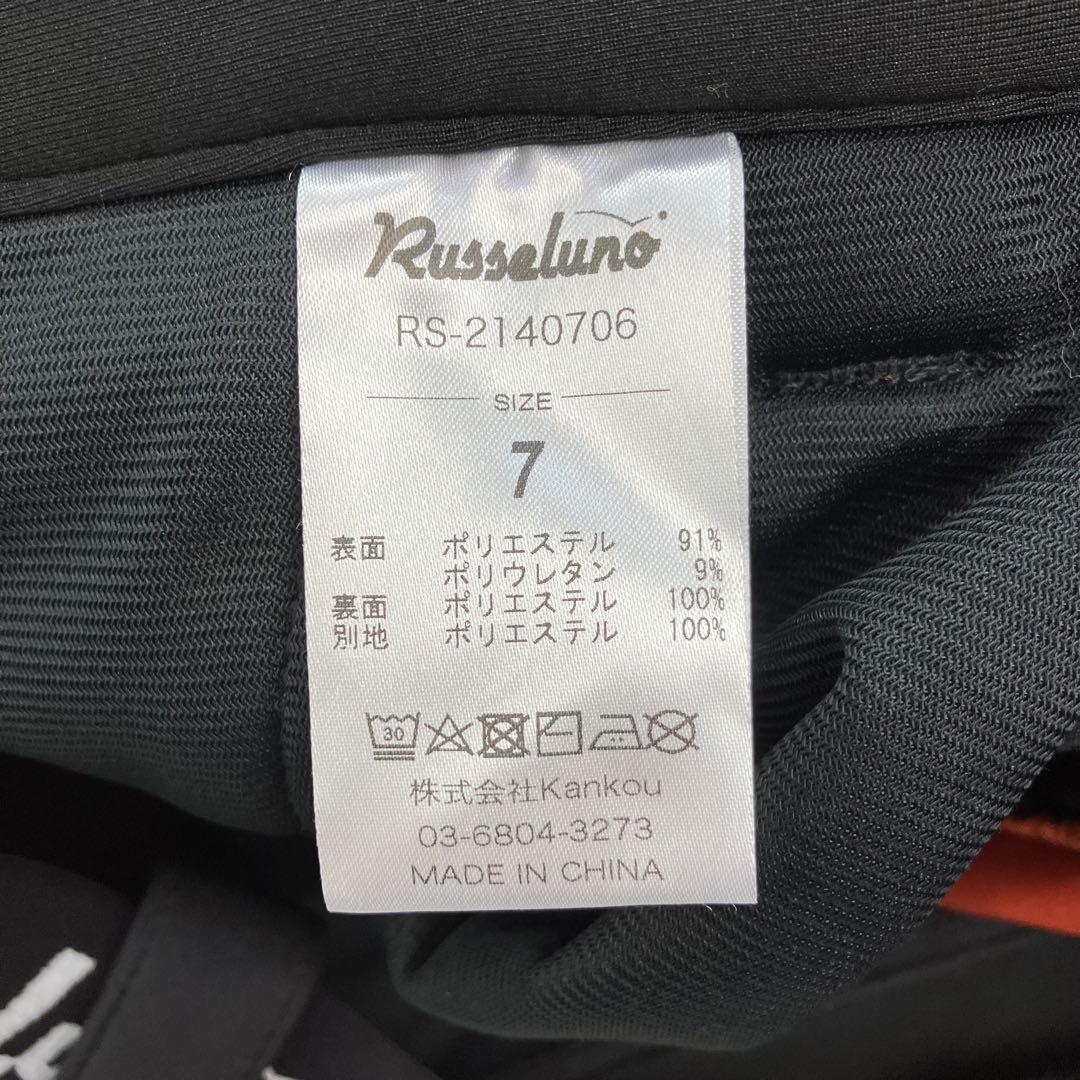 Russeluno
RS-2140706
SIZE
7
表面 ポリエステル 91%
ポリウレタン 9%
裏面 ポリエステル 100%
別地 ポリエステル 100%
30
株式会社Kankou
03-6804-3273
MADE IN CHINA